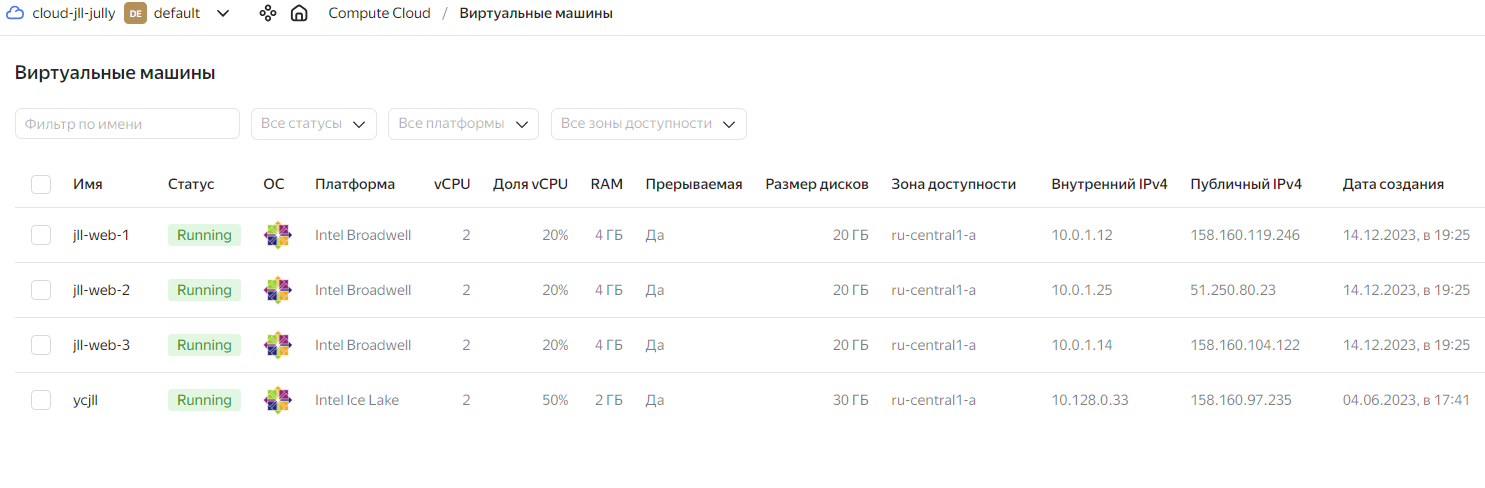 cloud-jll-jully DE default Compute Cloud / Виртуальные машины
Виртуальные машины
Фильтр по имени Все статусы Все платформы Все зоны доступности
Имя Статус ОС Платформа vCPU Доля vCPU RAM Прерываемая Размер дисков Зона доступности Внутренний IPv4 Публичный IPv4 Дата создания
jll-web-1 Running Intel Broadwell 2 20% 4 ГБ Да 20 ГБ ru-central1-a 10.0.1.12 158.160.119.246 14.12.2023, в 19:25
jll-web-2 Running Intel Broadwell 2 20% 4 ГБ Да 20 ГБ ru-central1-a 10.0.1.25 51.250.80.23 14.12.2023, в 19:25
jll-web-3 Running Intel Broadwell 2 20% 4 ГБ Да 20 ГБ ru-central1-a 10.0.1.14 158.160.104.122 14.12.2023, в 19:25
ycjll Running Intel Ice Lake 2 50% 2 ГБ Да 30 ГБ ru-central1-a 10.128.0.33 158.160.97.235 04.06.2023, в 17:41